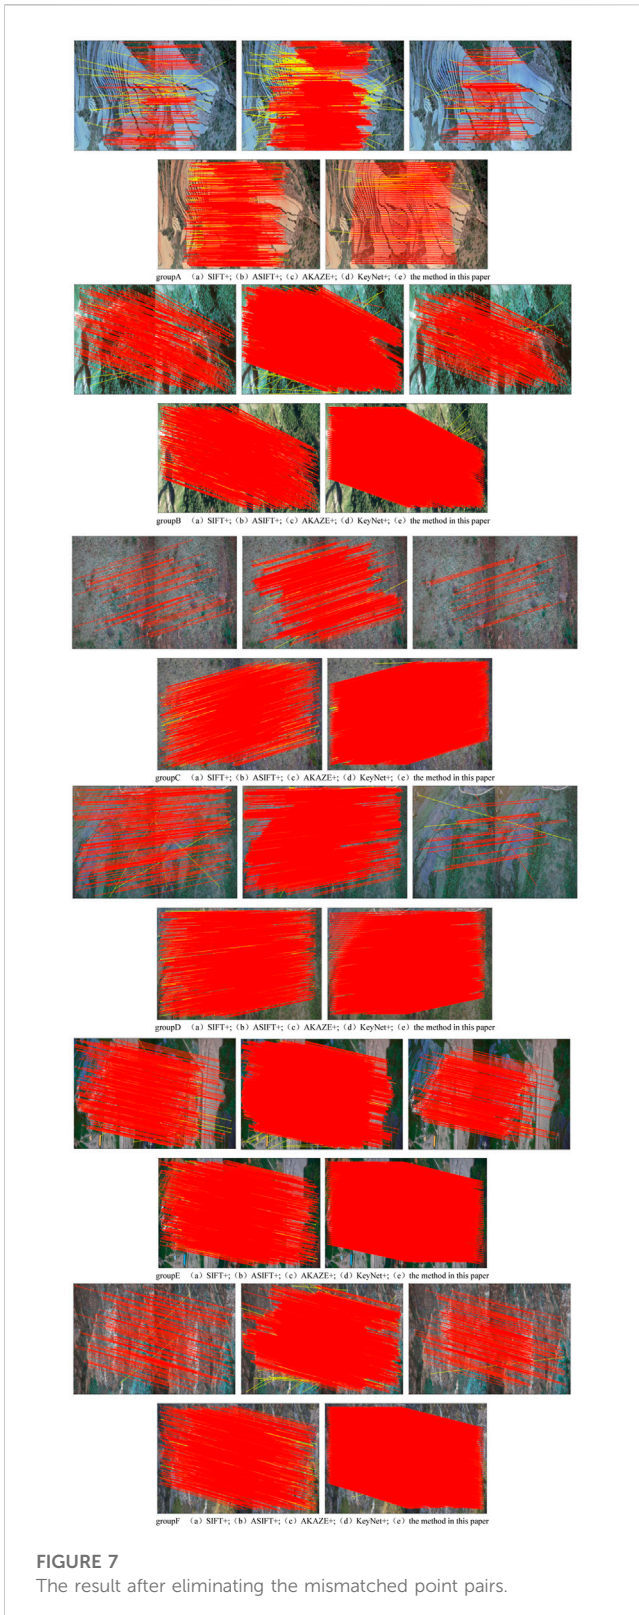 groupA （a）SIFT+;（b）ASIFT+;（c）AKAZE+;（d）KeyNet+;（e）the method in this paper
groupB （a）SIFT+;（b）ASIFT+;（c）AKAZE+;（d）KeyNet+;（e）the method in this paper
groupC （a）SIFT+;（b）ASIFT+;（c）AKAZE+;（d）KeyNet+;（e）the method in this paper
groupD （a）SIFT+;（b）ASIFT+;（c）AKAZE+;（d）KeyNet+;（e）the method in this paper
groupE （a）SIFT+;（b）ASIFT+;（c）AKAZE+;（d）KeyNet+;（e）the method in this paper
groupF （a）SIFT+;（b）ASIFT+;（c）AKAZE+;（d）KeyNet+;（e）the method in this paper
FIGURE 7
The result after eliminating the mismatched point pairs.